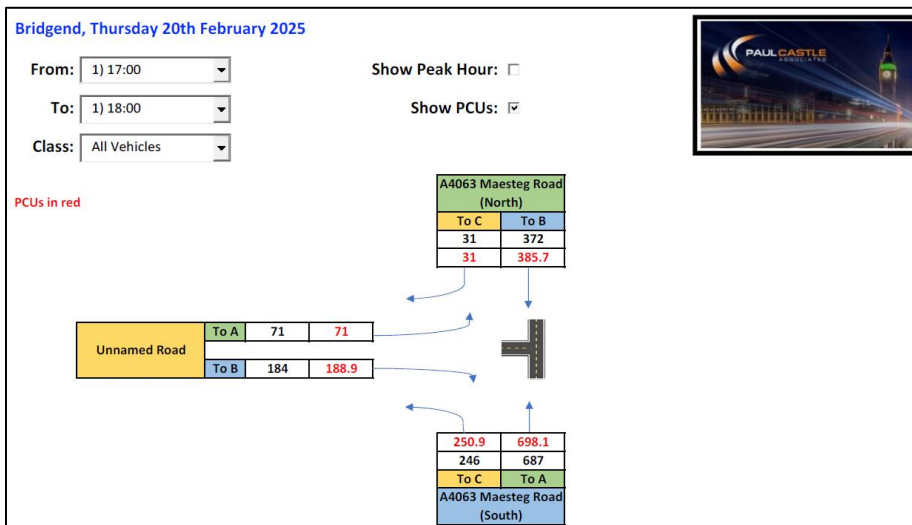 Bridgend, Thursday 20th February 2025
From: 1) 17:00
Show Peak Hour:
To: 1) 18:00
Show PCUs:
Class: All Vehicles
PAUL CASTLE
ASSOCIATES
PCUs in red
A4063 Maesteg Road
(North)
To C To B
31 372
31 385.7
Unnamed Road
To A 71 71
To B 184 188.9
250.9 698.1
246 687
To C To A
A4063 Maesteg Road
(South)